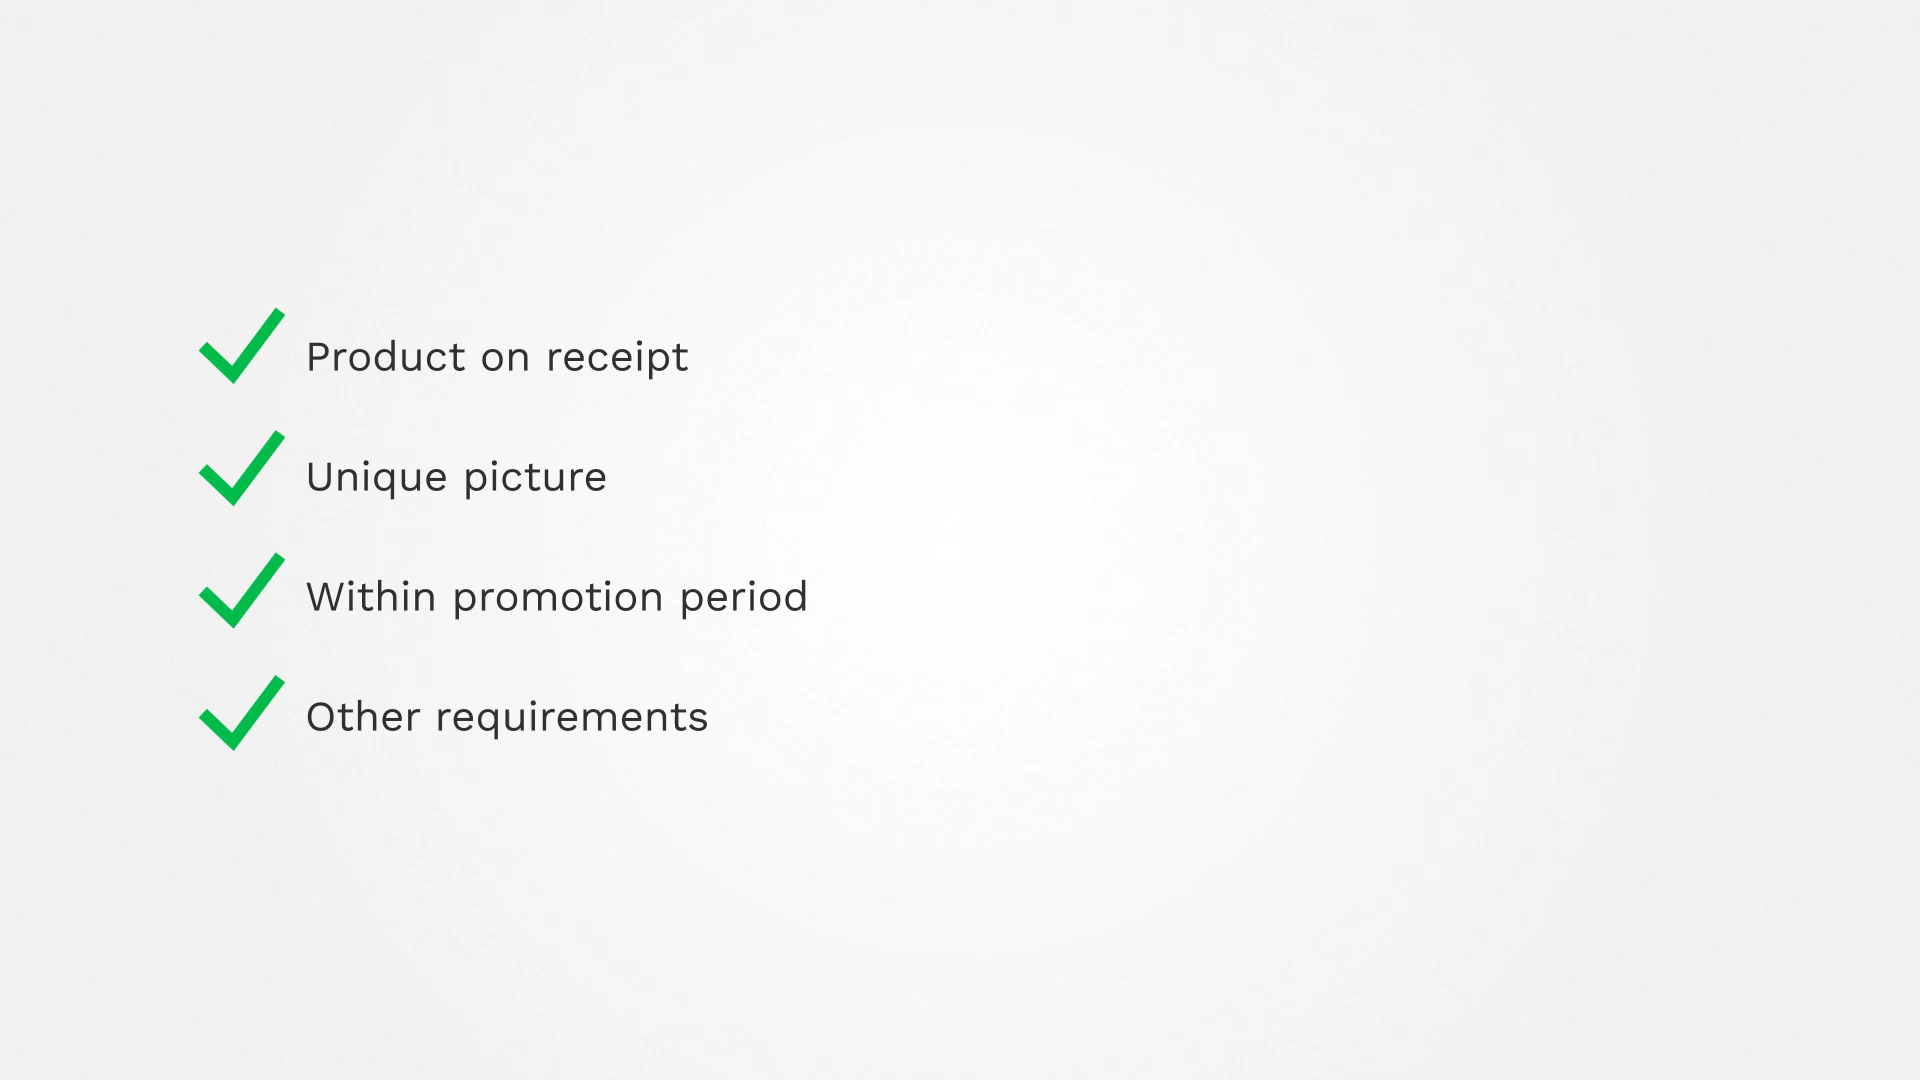 Product on receipt
Unique picture
Within promotion period
Other requirements